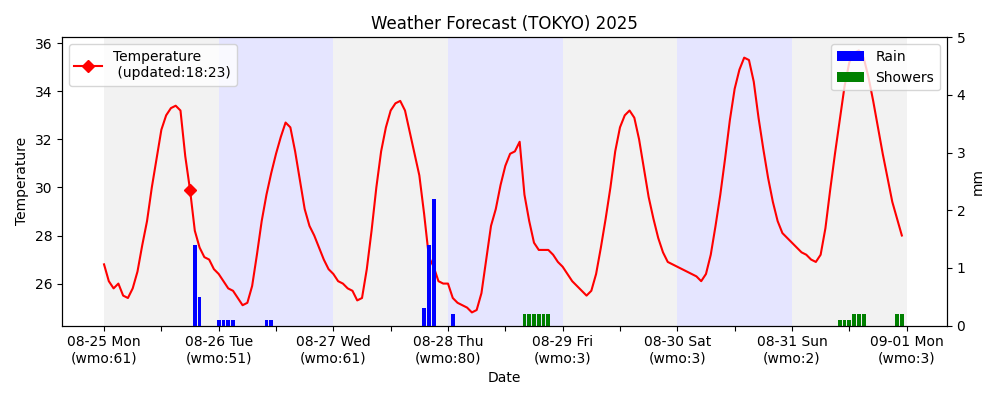 Weather Forecast (TOKYO) 2025
Temperature
(updated:18:23)
Rain
Showers
36
34
32
30
28
26
Temperature
5
4
3
2
1
0
mm
08-25 Mon
(wmo:61)
08-26 Tue
(wmo:51)
08-27 Wed
(wmo:61)
08-28 Thu
(wmo:80)
08-29 Fri
(wmo:3)
08-30 Sat
(wmo:3)
08-31 Sun
(wmo:2)
09-01 Mon
(wmo:3)
Date